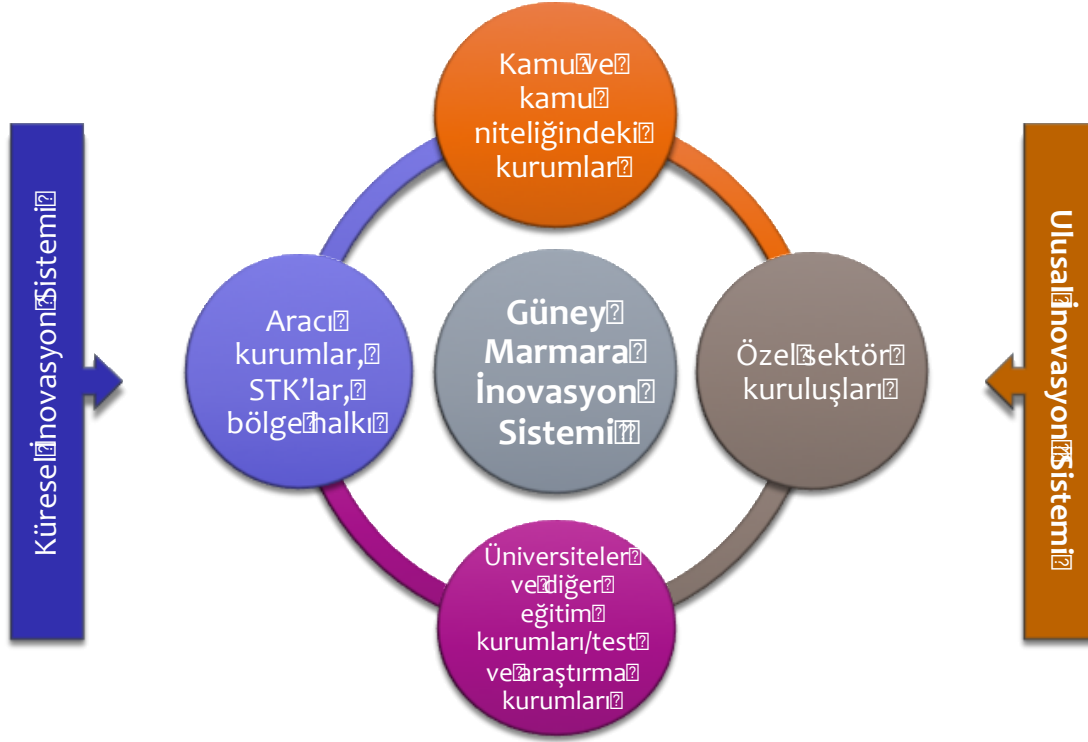 Kamu ve
kamu
niteliğindeki
kurumlar
Küresel İnovasyon Sistemi
Aracı
kurumlar,
STK’lar,
bölge halkı
Güney
Marmara
İnovasyon
Sistemi
Özel sektör
kuruluşları
Ulusal İnovasyon Sistemi
Üniversiteler
ve diğer
eğitim
kurumları/test
ve araştırma
kurumları